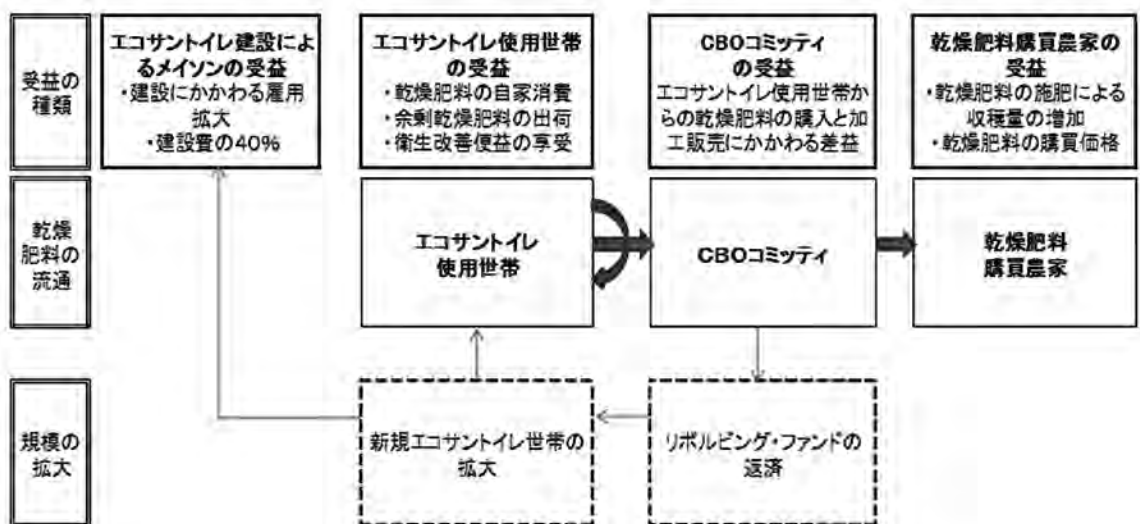 受益の
種類
エコサントイレ建設によ
るメイソンの受益
・建設にかかわる雇用
拡大
・建設費の40%
エコサントイレ使用世帯
の受益
・乾燥肥料の自家消費
・余剰乾燥肥料の出荷
・衛生改善便益の享受
CBOコミッティ
の受益
エコサントイレ使用世帯か
らの乾燥肥料の購入と加
工販売にかかわる差益
乾燥肥料購買農家の
受益
・乾燥肥料の施肥による
収穫量の増加
・乾燥肥料の購買価格
乾燥
肥料の
流通
エコサントイレ
使用世帯
CBOコミッティ
乾燥肥料
購買農家
規模の
拡大
新規エコサントイレ世帯の
拡大
リボルビング・ファンドの
返済